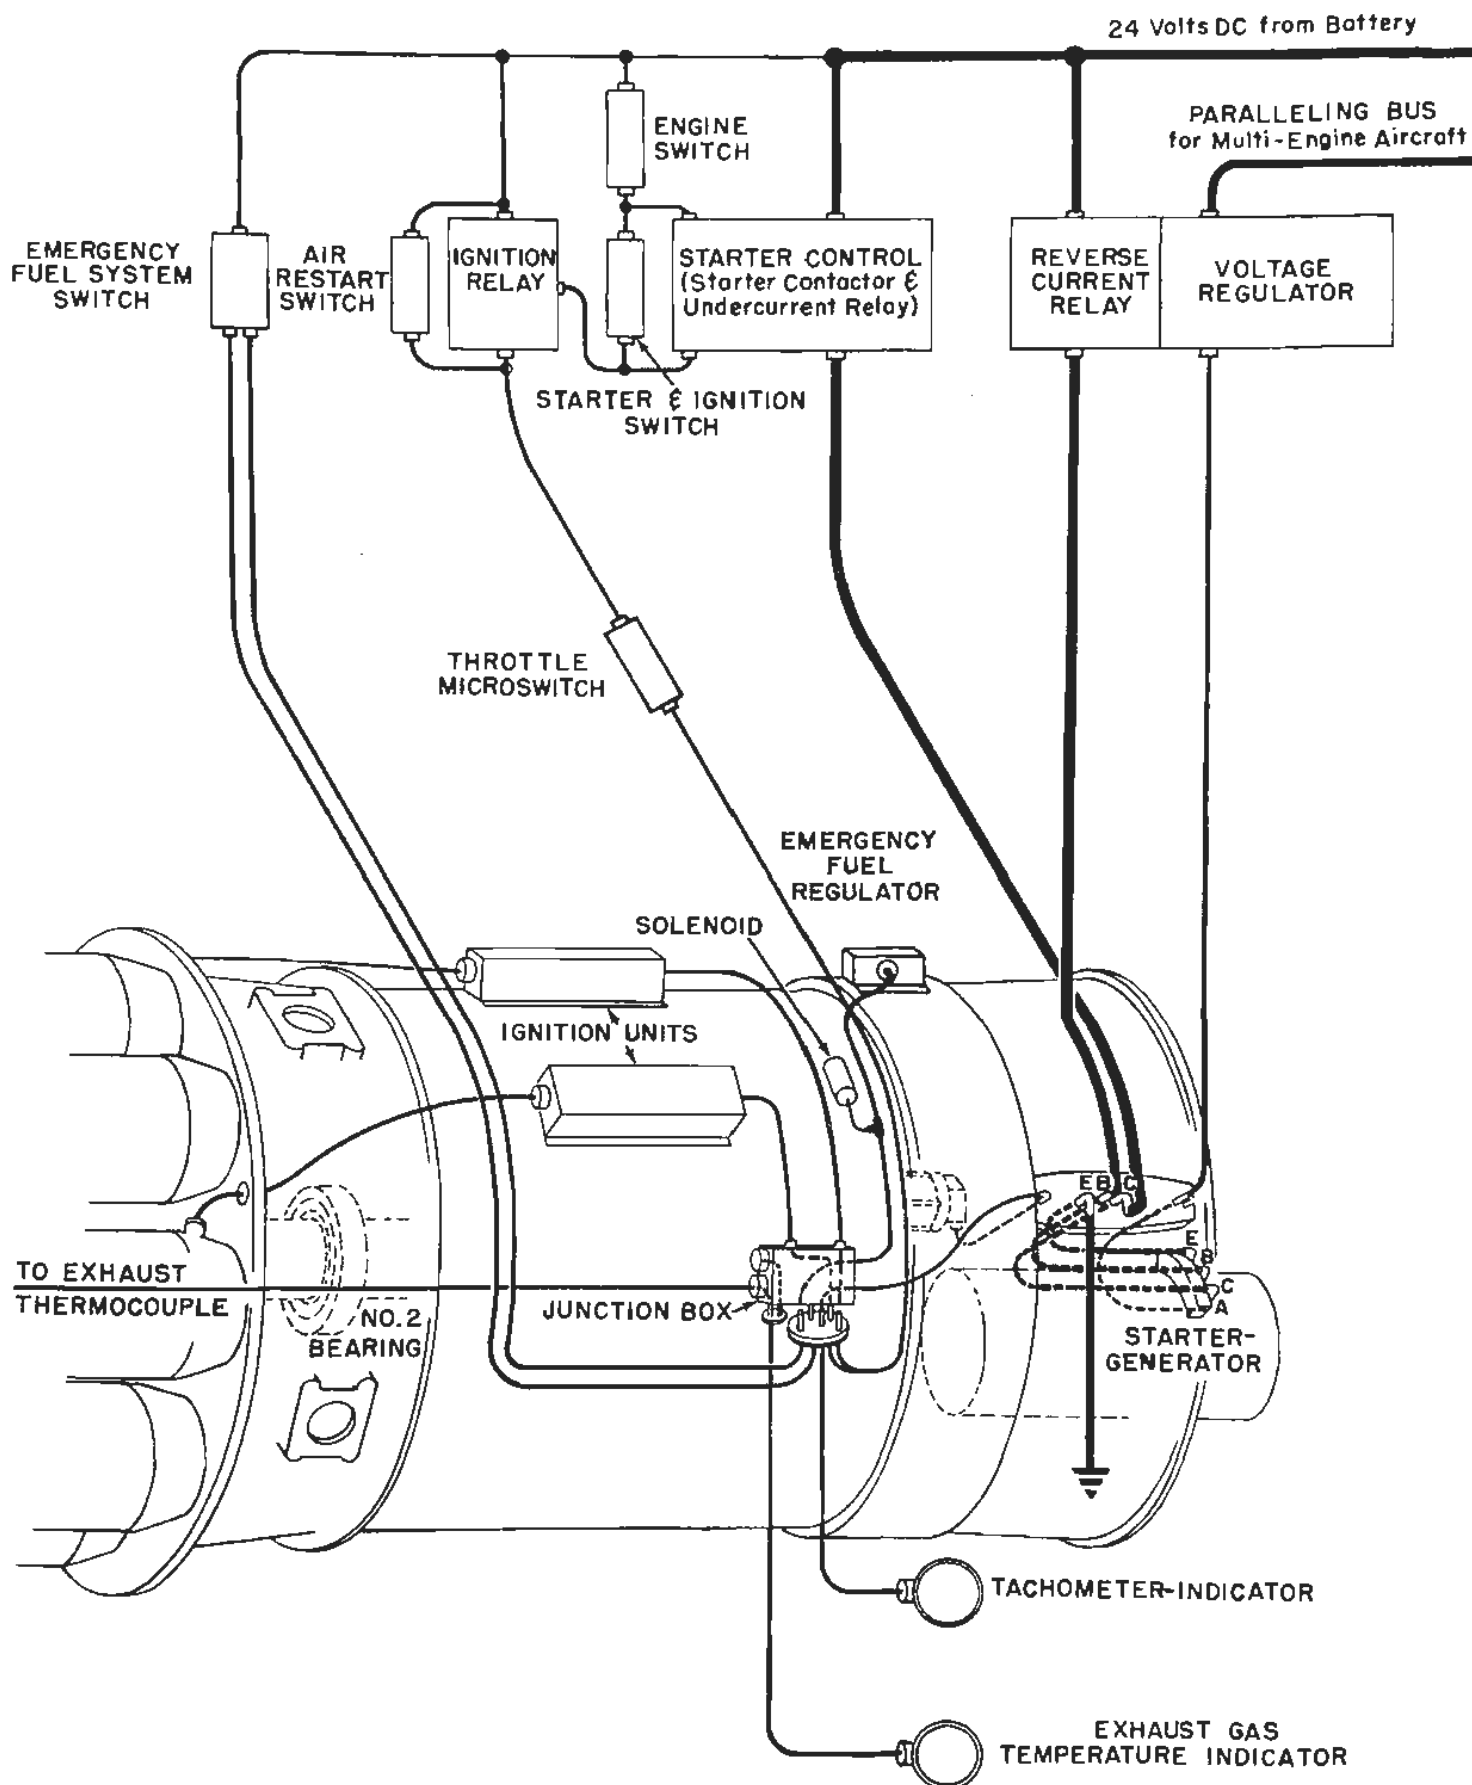 24 Volts DC from Battery
PARALLELING BUS
for Multi-Engine Aircraft
ENGINE
SWITCH
EMERGENCY
FUEL SYSTEM
SWITCH
AIR
RESTART
SWITCH
IGNITION
RELAY
STARTER CONTROL
(Starter Contactor &
Undercurrent Relay)
REVERSE
CURRENT
RELAY
VOLTAGE
REGULATOR
STARTER & IGNITION
SWITCH
THROTTLE
MICROSWITCH
EMERGENCY
FUEL
REGULATOR
SOLENOID
IGNITION UNITS
E B C
E
B
C
A
TO EXHAUST
THERMOCOUPLE
NO. 2
BEARING
JUNCTION BOX
STARTER-
GENERATOR
TACHOMETER-INDICATOR
EXHAUST GAS
TEMPERATURE INDICATOR